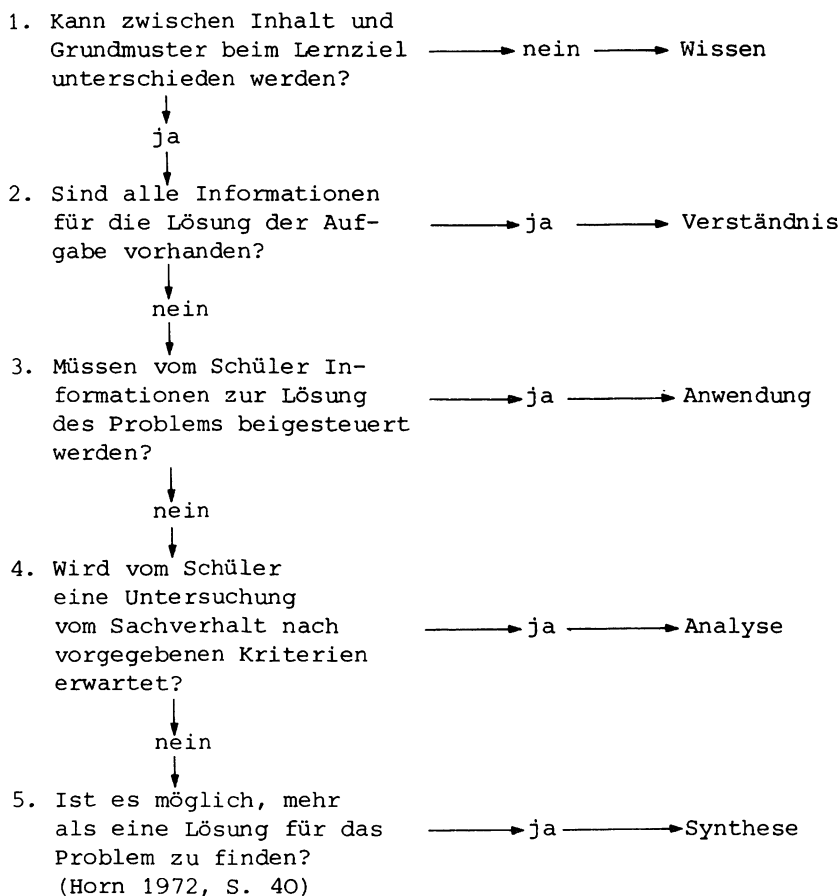 1. Kann zwischen Inhalt und
Grundmuster beim Lernziel
unterschieden werden?
nein
Wissen
ja
2. Sind alle Informationen
für die Lösung der Auf-
gabe vorhanden?
ja
Verständnis
nein
3. Müssen vom Schüler In-
formationen zur Lösung
des Problems beigesteuert
werden?
ja
Anwendung
nein
4. Wird vom Schüler
eine Untersuchung
vom Sachverhalt nach
vorgegebenen Kriterien
erwartet?
ja
Analyse
nein
5. Ist es möglich, mehr
als eine Lösung für das
Problem zu finden?
(Horn 1972, S. 40)
ja
Synthese